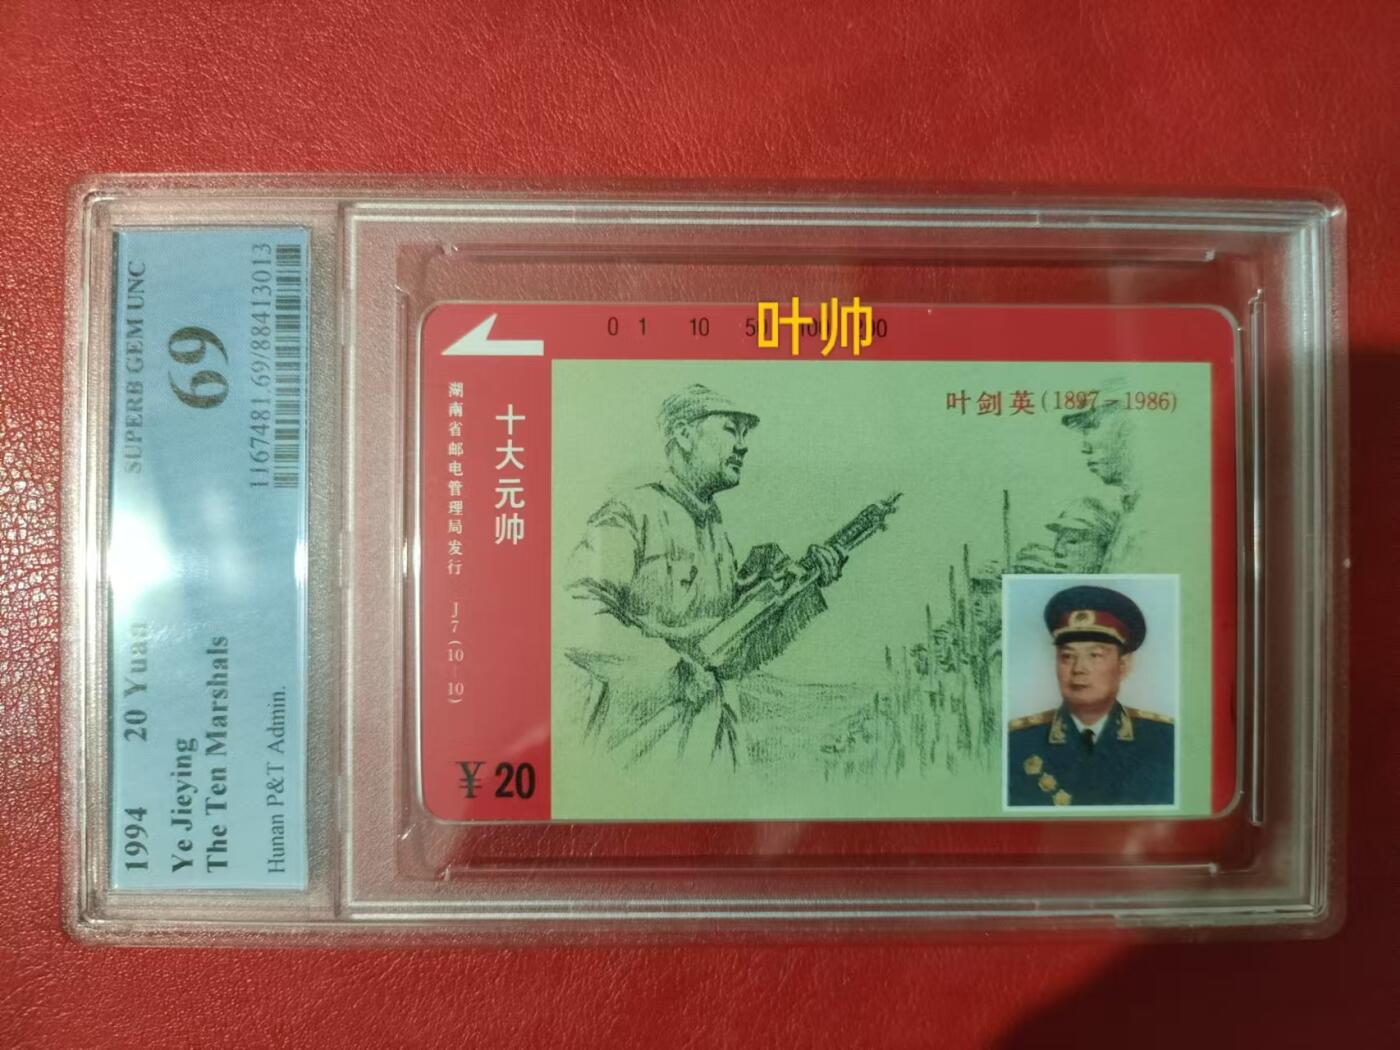 1994 20 Yuan SUPERB GEM UNC
Ye Jieying 69
The Ten Marshals
Hunan P&T Admin. 1167481.69/88413013
叶帅
0 1 10 50 100 200
叶剑英(1897-1986)
十大元帅
湖南省邮电管理局发行 J7(10-10)
¥20